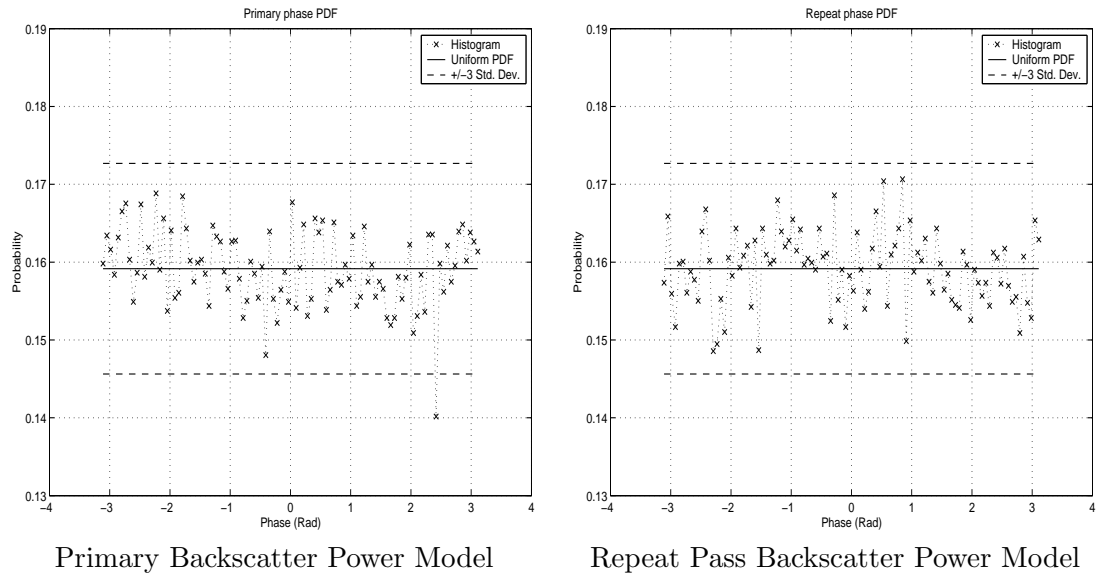 Primary phase PDF
0.19
0.18
0.17
0.16
0.15
0.14
0.13
Probability
Histogram
Uniform PDF
+/−3 Std. Dev.
−4 −3 −2 −1 0 1 2 3 4
Phase (Rad)
Primary Backscatter Power Model
Repeat phase PDF
0.19
0.18
0.17
0.16
0.15
0.14
0.13
Probability
Histogram
Uniform PDF
+/−3 Std. Dev.
−4 −3 −2 −1 0 1 2 3 4
Phase (Rad)
Repeat Pass Backscatter Power Model